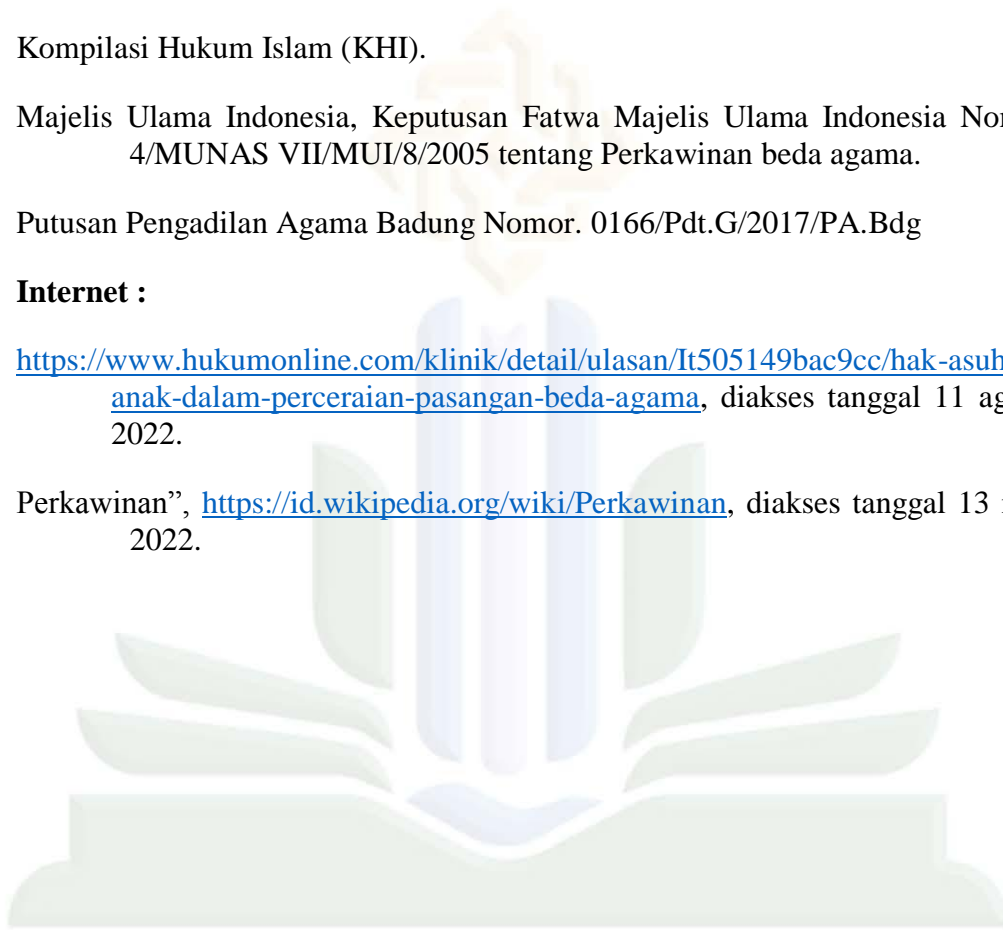 Kompilasi Hukum Islam (KHI).
Majelis Ulama Indonesia, Keputusan Fatwa Majelis Ulama Indonesia
4/MUNAS VII/MUI/8/2005 tentang Perkawinan beda agama.
Putusan Pengadilan Agama Badung Nomor. 0166/Pdt.G/2017/PA.Bdg
Internet :
https://www.hukumonline.com/klinik/detail/ulasan/It505149bac9cc/hak-asuh
anak-dalam-perceraian-pasangan-beda-agama, diakses tanggal 11
2022.
Perkawinan”, https://id.wikipedia.org/wiki/Perkawinan, diakses tanggal 13
2022.